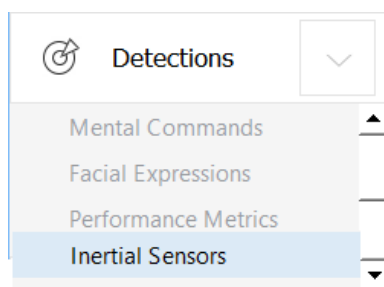 Detections
Mental Commands
Facial Expressions
Performance Metrics
Inertial Sensors